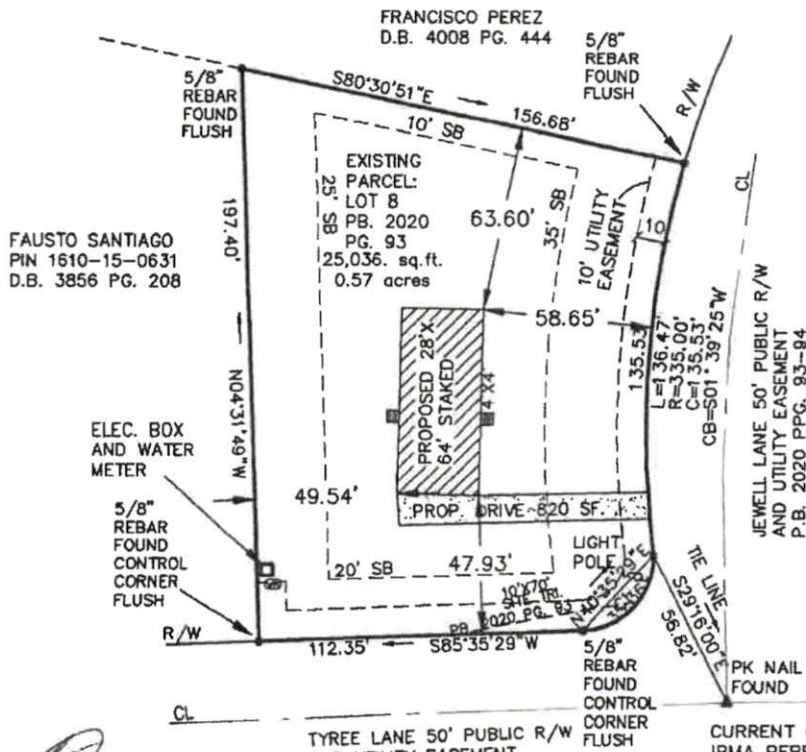 FRANCISCO PEREZ
D.B. 4008 PG. 444
5/8"
REBAR
FOUND
FLUSH
5/8"
REBAR
FOUND
FLUSH
R/W
S80°30'51"E
156.68'
10' SB
CL
EXISTING
PARCEL:
LOT 8
PB. 2020
PG. 93
25,036. sq.ft.
0.57 acres
25' SB
35' SB
63.60'
10' UTILITY
EASEMENT
10
197.40'
FAUSTO SANTIAGO
PIN 1610-15-0631
D.B. 3856 PG. 208
58.65'
135.53'
L=136.47'
R=335.00'
C=135.53'
CB=S01°39'25"W
JEWELL LANE 50' PUBLIC R/W
AND UTILITY EASEMENT
P.B. 2020 PPG. 93-94
PROPOSED 28'X
64' STAKED
4 X4
N04°31'49"W
ELEC. BOX
AND WATER
METER
49.54'
PROP. DRIVE 820 SF.
5/8"
REBAR
FOUND
CONTROL
CORNER
FLUSH
47.93'
LIGHT
POLE
20' SB
10'X70'
SITE TRI.
PB 2020 PG. 93
N40°35'29"E
TIE LINE
S29°16'00"E
56.82'
R/W
112.35'
S85°35'29"W
5/8"
REBAR
FOUND
CONTROL
CORNER
FLUSH
PK NAIL
FOUND
CL
TYREE LANE 50' PUBLIC R/W
CURRENT